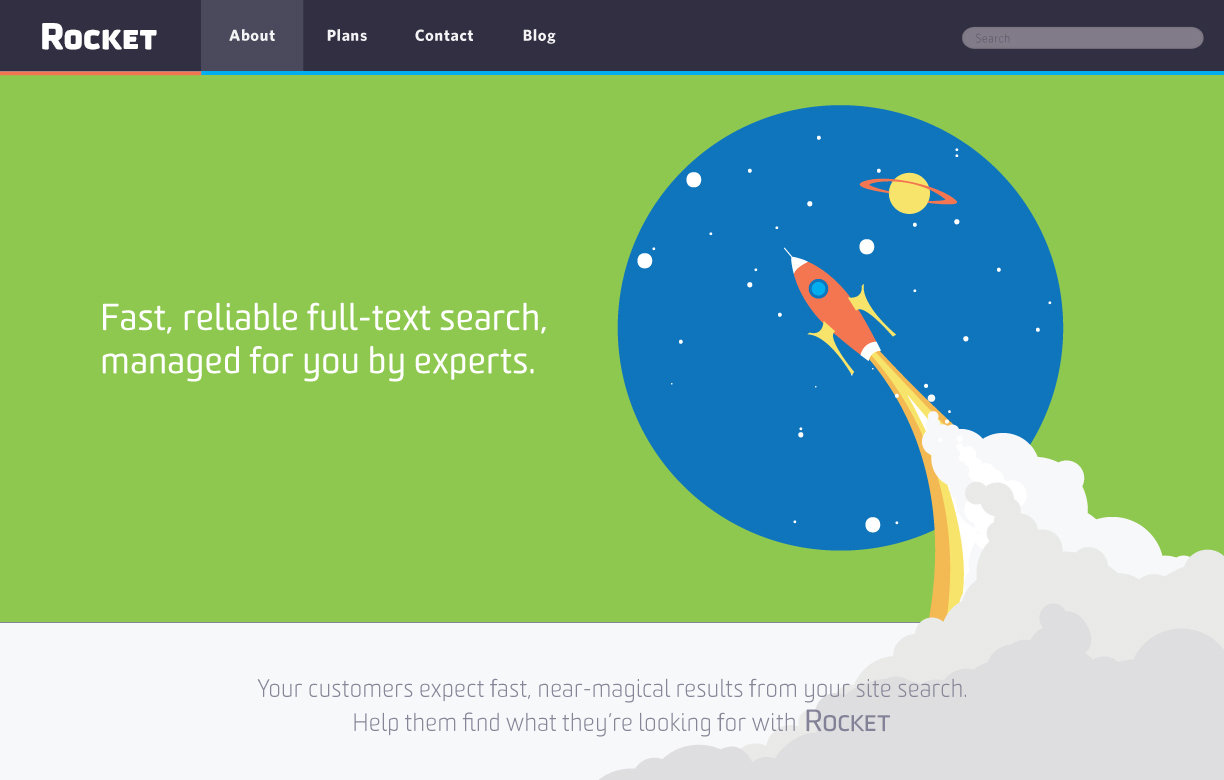 ROCKET
About
Plans
Contact
Blog
Search
Fast, reliable full-text search,
managed for you by experts.
Your customers expect fast, near-magical results from your site search.
Help them find what they're looking for with ROCKET